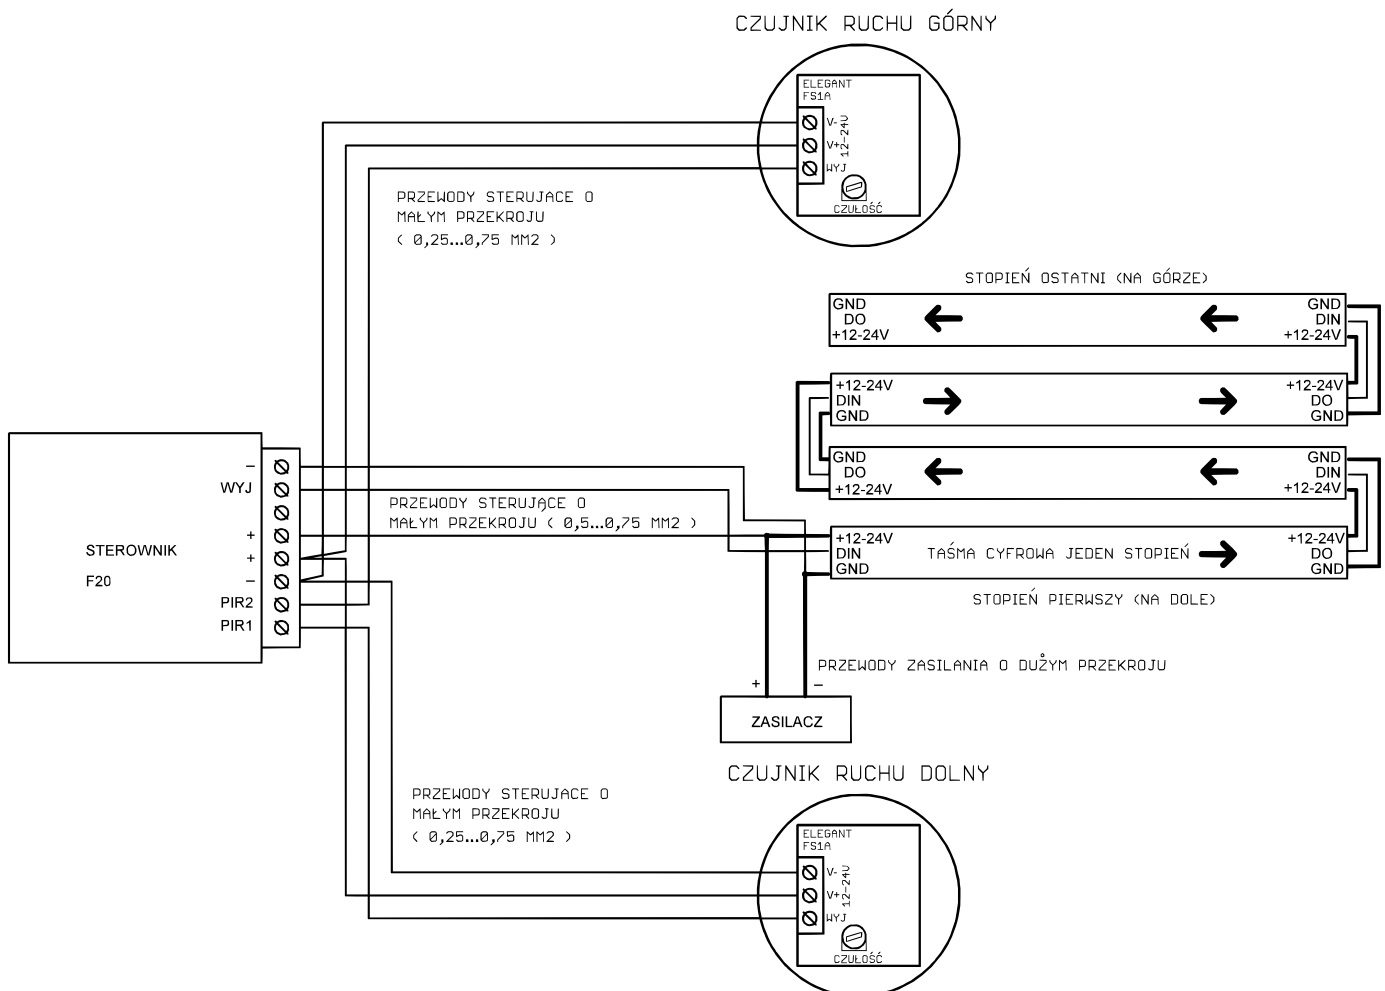 CZUJNIK RUCHU GÓRNY
ELEGANT
FS1A
V-
V+
WYJ
12-24V
CZUŁOŚĆ
PRZEWODY STERUJACE O
MAŁYM PRZEKROJU
( 0,25...0,75 MM2 )
STOPIEŃ OSTATNI (NA GÓRZE)
GND
DO
+12-24V
GND
DIN
+12-24V
+12-24V
DIN
GND
+12-24V
DO
GND
GND
DO
+12-24V
GND
DIN
+12-24V
+12-24V
DIN
GND
TAŚMA CYFROWA JEDEN STOPIEŃ
+12-24V
DO
GND
STOPIEŃ PIERWSZY (NA DOLE)
STEROWNIK
F20
–
WYJ
+
+
–
PIR2
PIR1
PRZEWODY STERUJĄCE O
MAŁYM PRZEKROJU ( 0,5...0,75 MM2 )
PRZEWODY ZASILANIA O DUŻYM PRZEKROJU
+
–
ZASILACZ
CZUJNIK RUCHU DOLNY
PRZEWODY STERUJACE O
MAŁYM PRZEKROJU
( 0,25...0,75 MM2 )
ELEGANT
FS1A
V-
V+
WYJ
12-24V
CZUŁOŚĆ